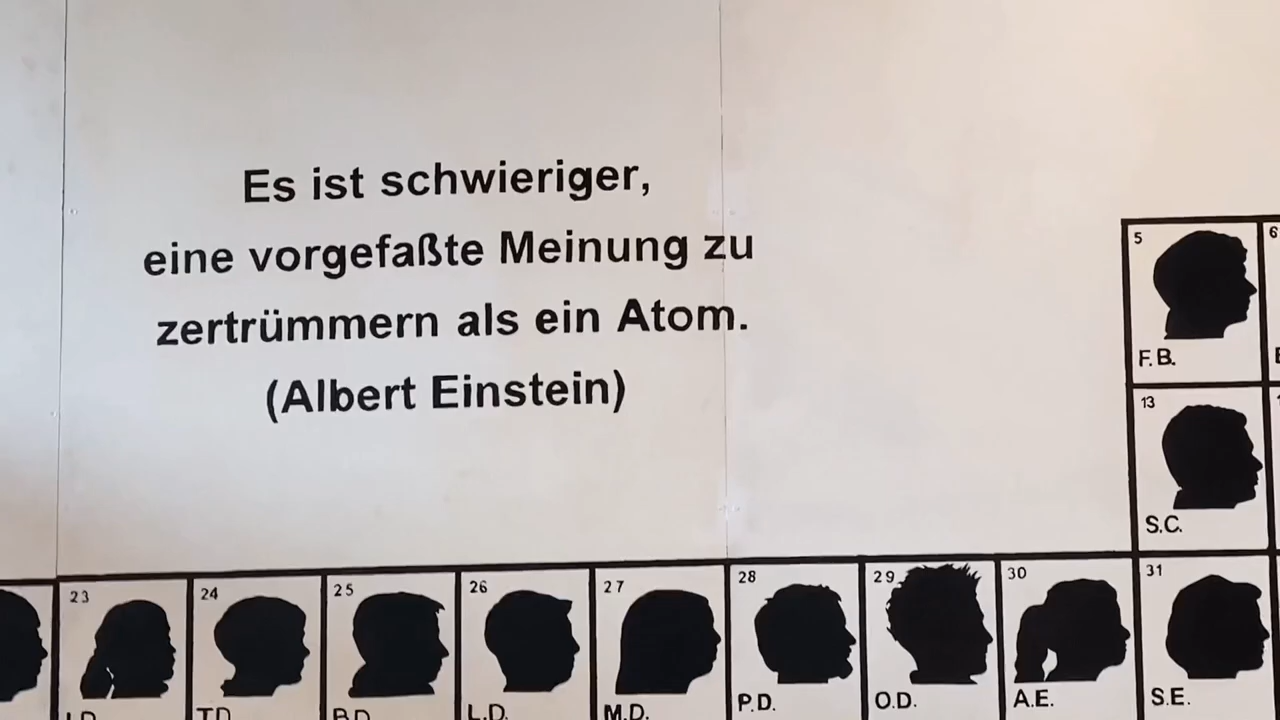 Es ist schwieriger,
eine vorgefaßte Meinung zu
zertrümmern als ein Atom.
(Albert Einstein)
5 6
F.B.
13
S.C.
23 24 25 26 27 28 29 30 31
L.D. M.D. P.D. O.D. A.E. S.E.